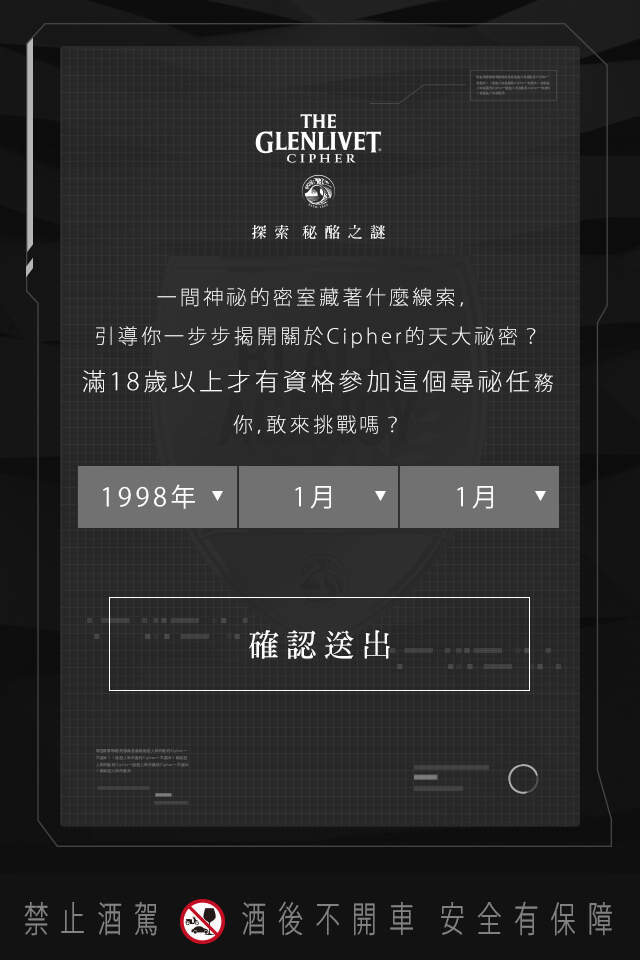 THE
GLENLIVET
CIPHER
探索 秘酩之謎
一間神祕的密室藏著什麼線索,
引導你一步步揭開關於Cipher的天大祕密？
滿18歲以上才有資格參加這個尋祕任務
你,敢來挑戰嗎？
1998年 1月 1月
確認送出
禁止酒駕 酒後不開車 安全有保障